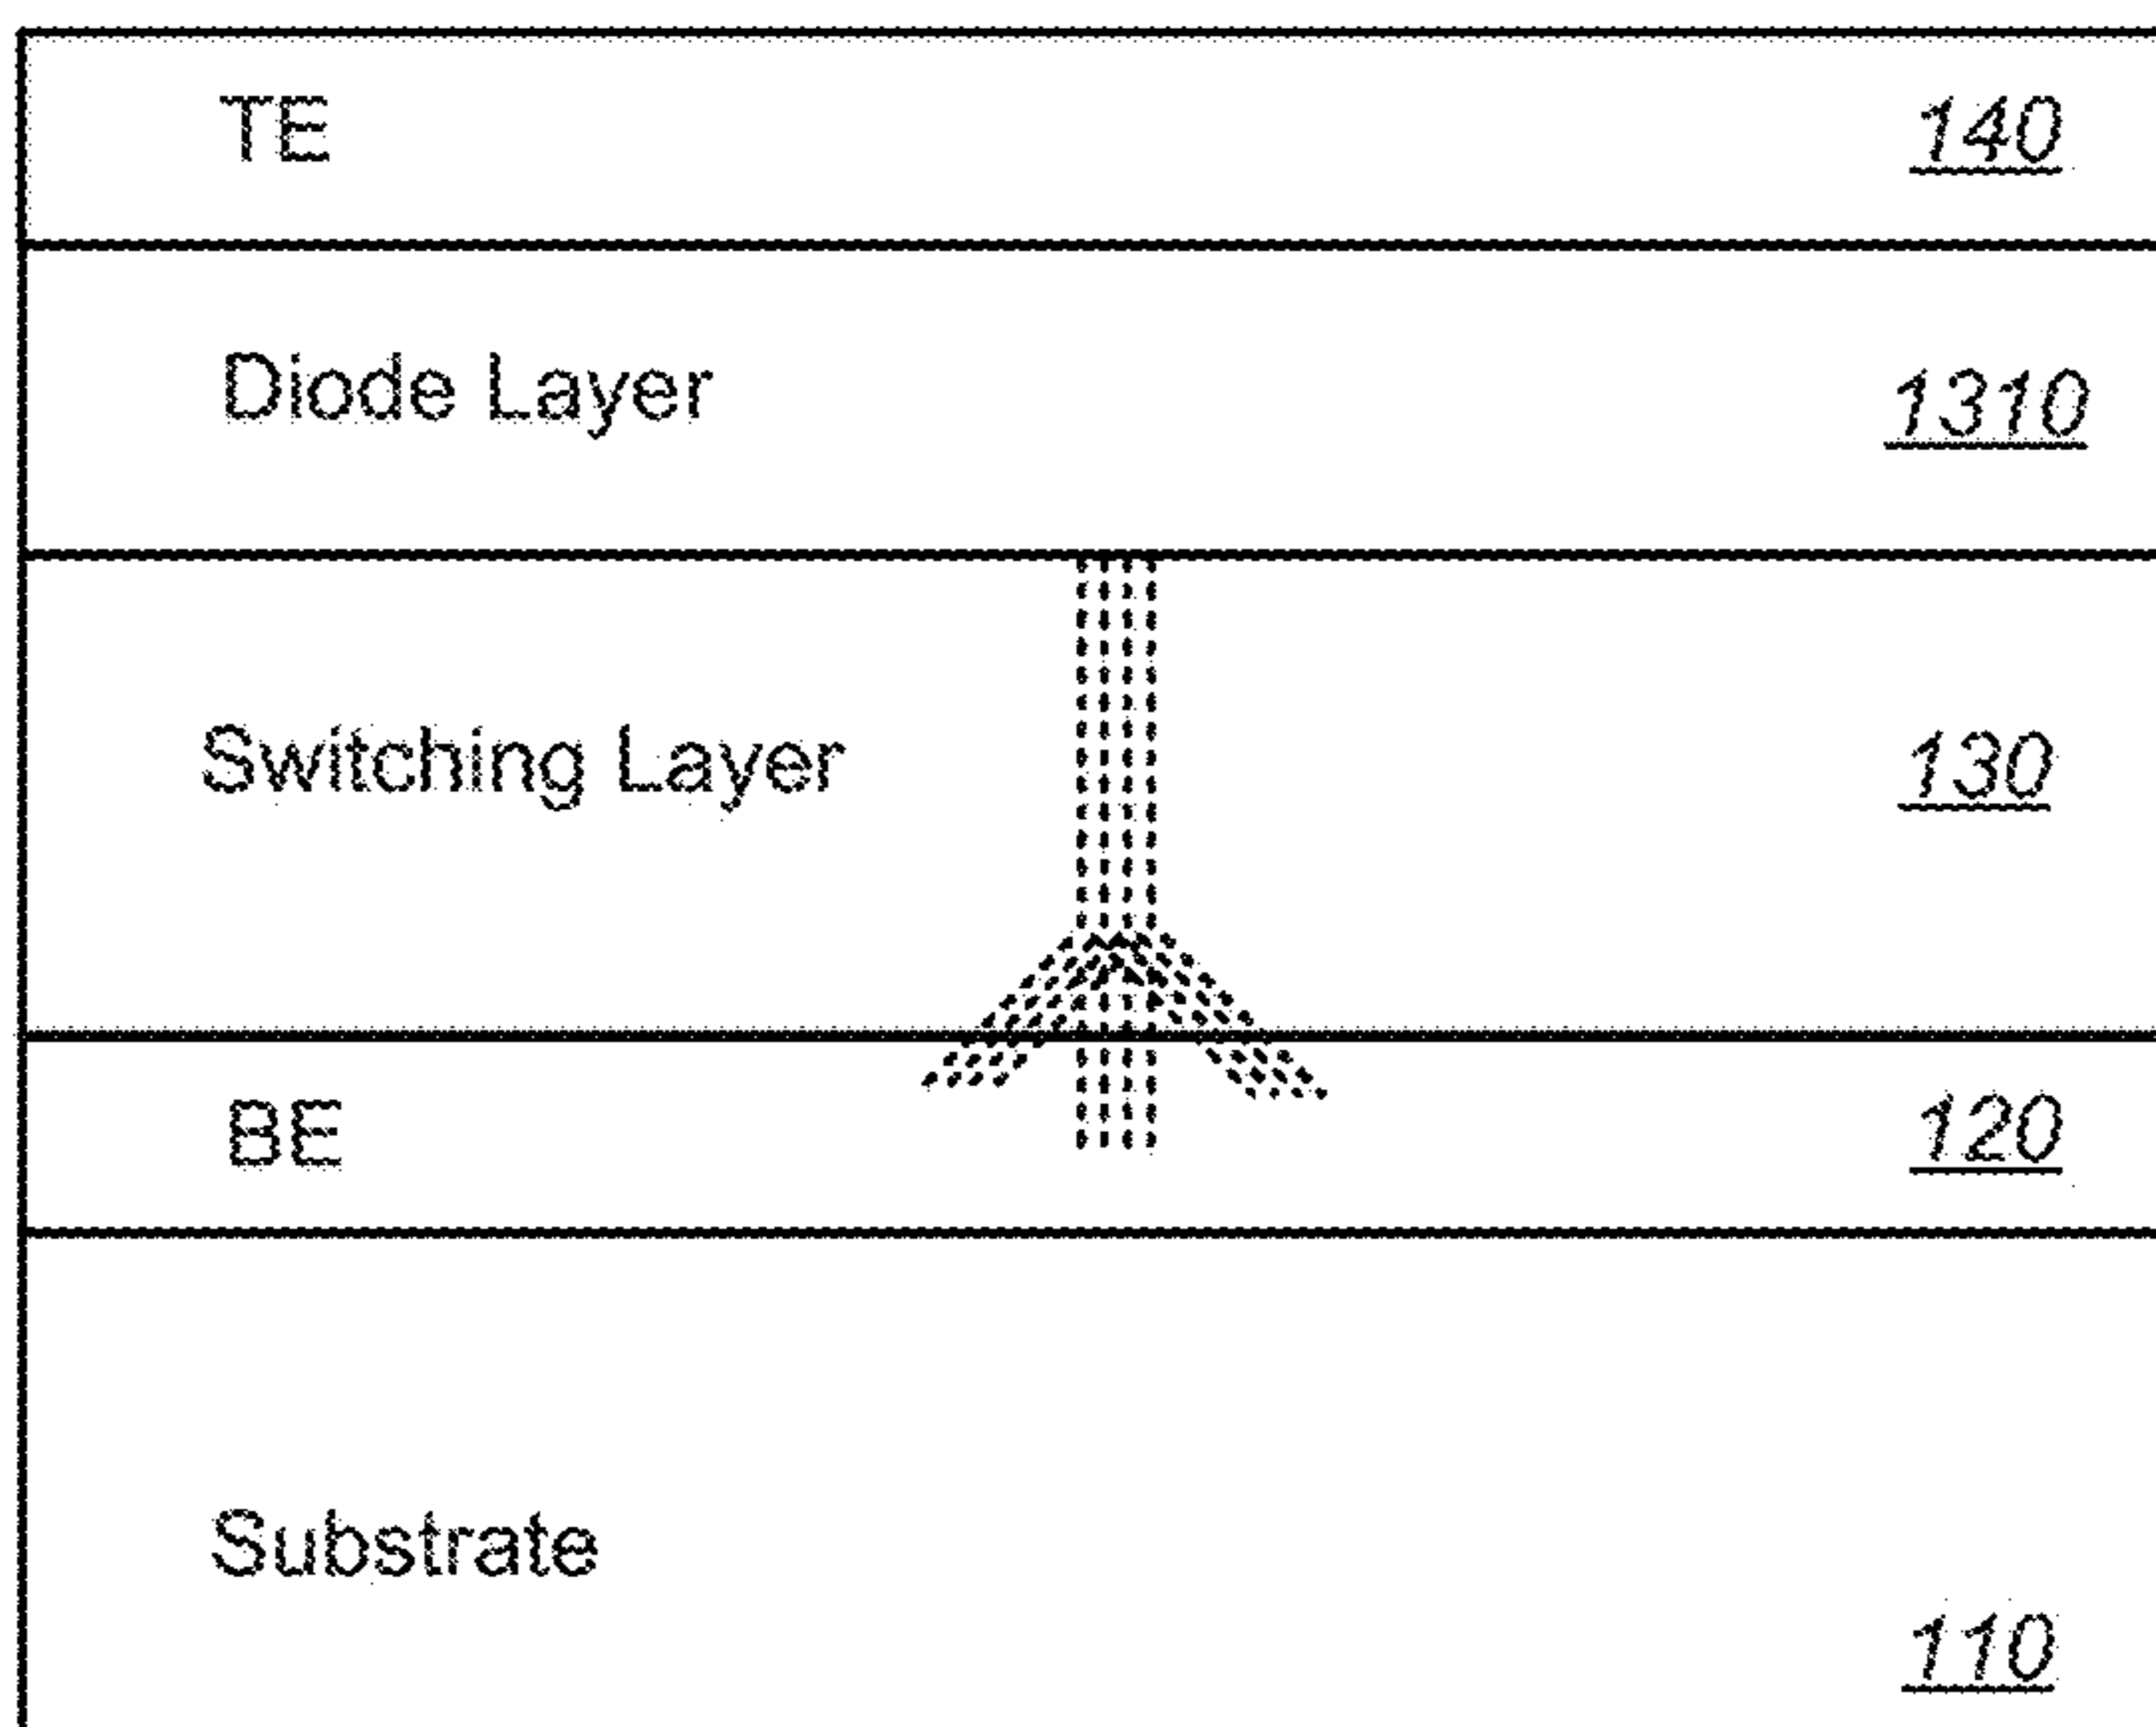 TE 140
Diode Layer 1310
Switching Layer 130
BE 120
Substrate
110